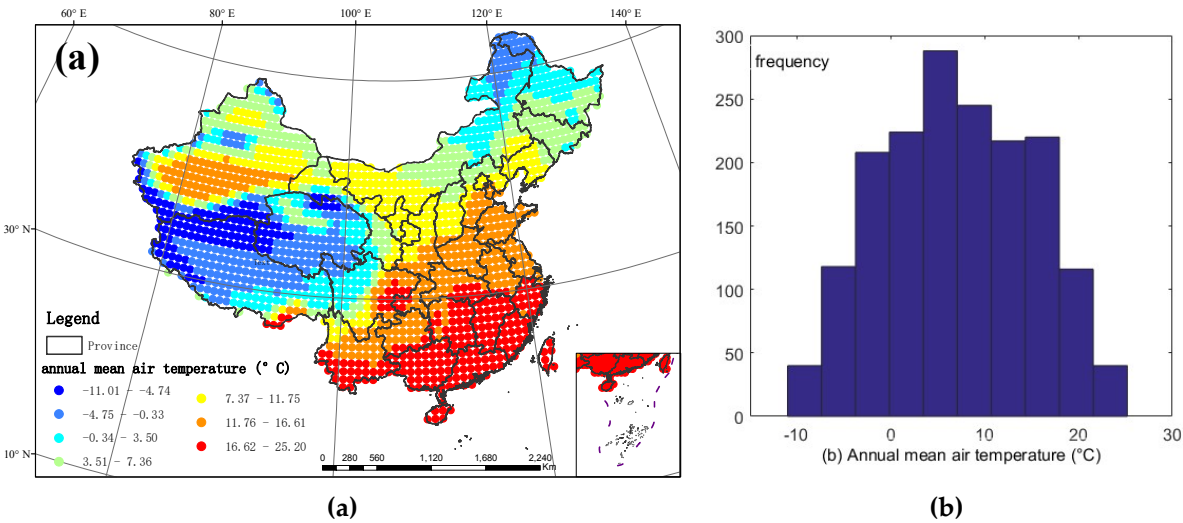 60° E 80° E 100° E 120° E 140° E
(a)
30° N
10° N
Legend
Province
annual mean air temperature (° C)
-11.01 - -4.74
-4.75 - -0.33
-0.34 - 3.50
3.51 - 7.36
7.37 - 11.75
11.76 - 16.61
16.62 - 25.20
0 280 560 1,120 1,680 2,240
Km
(a)
300
frequency
250
200
150
100
50
0
-10 0 10 20 30
(b) Annual mean air temperature (°C)
(b)